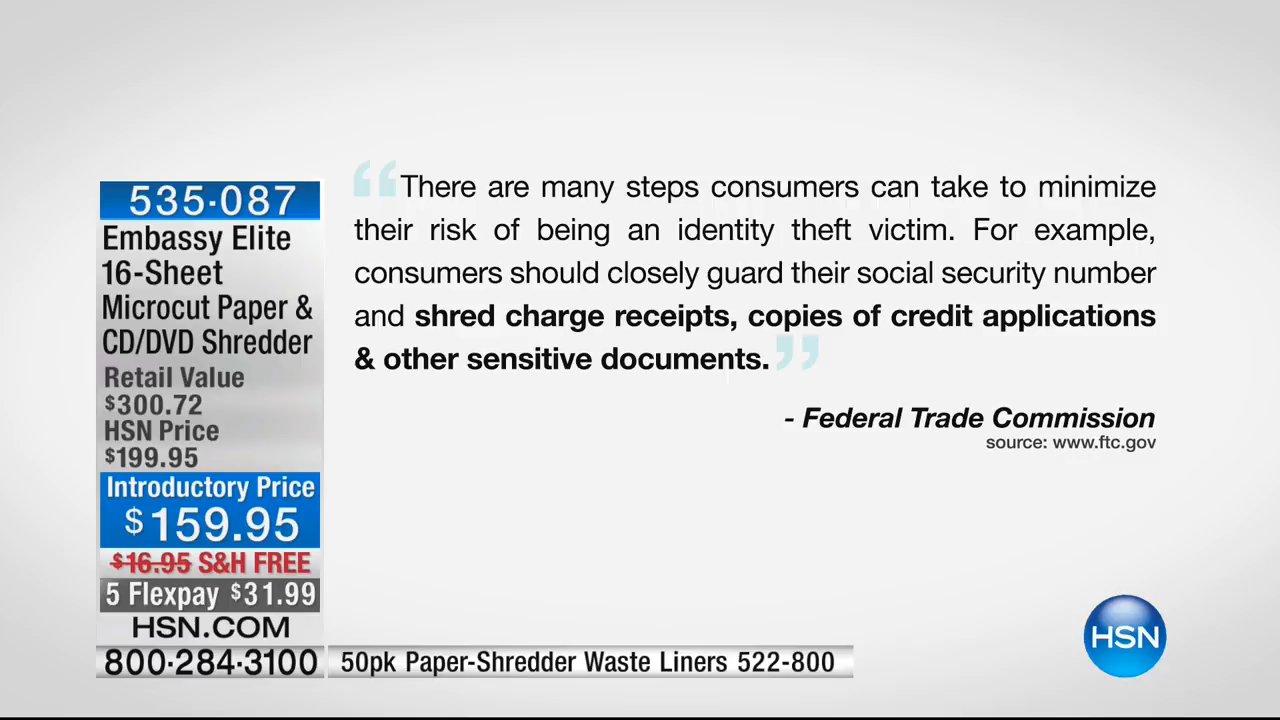 535·087
Embassy Elite
16-Sheet
Microcut Paper &
CD/DVD Shredder
Retail Value
$300.72
HSN Price
$199.95
Introductory Price
$159.95
$16.95 S&H FREE
5 Flexpay $31.99
HSN.COM
800·284·3100
“There are many steps consumers can take to minimize
their risk of being an identity theft victim. For example,
consumers should closely guard their social security number
and shred charge receipts, copies of credit applications
& other sensitive documents.”
- Federal Trade Commission
source: www.ftc.gov
50pk Paper-Shredder Waste Liners 522-800
HSN